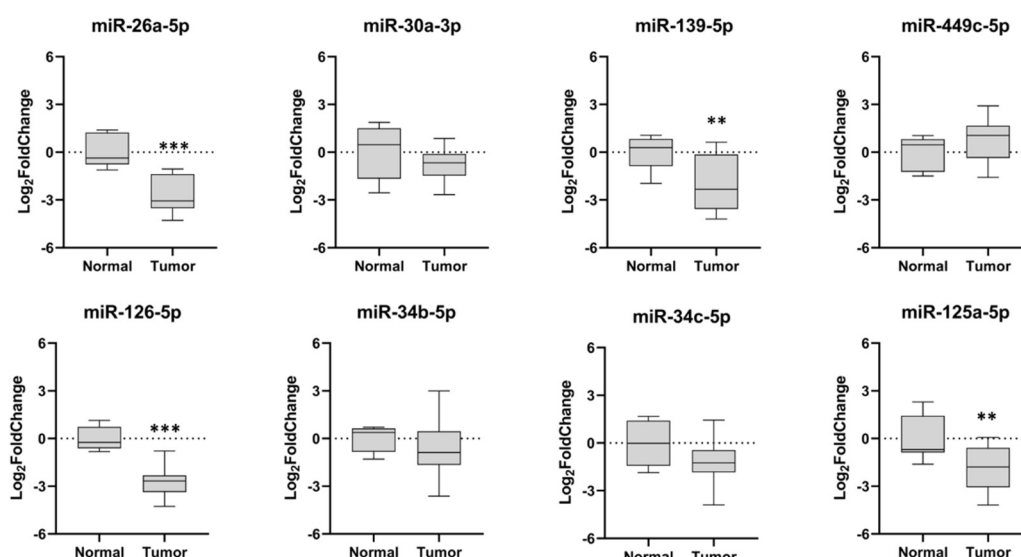 miR-26a-5p
miR-30a-3p
miR-139-5p
miR-449c-5p
Log2FoldChange
6
3
0
-3
-6
***
Normal Tumor
Log2FoldChange
6
3
0
-3
-6
Normal Tumor
Log2FoldChange
6
3
0
-3
-6
**
Normal Tumor
Log2FoldChange
6
3
0
-3
-6
Normal Tumor
miR-126-5p
miR-34b-5p
miR-34c-5p
miR-125a-5p
Log2FoldChange
6
3
0
-3
-6
***
Normal Tumor
Log2FoldChange
6
3
0
-3
-6
Normal Tumor
Log2FoldChange
6
3
0
-3
-6
Normal Tumor
Log2FoldChange
6
3
0
-3
-6
**
Normal Tumor